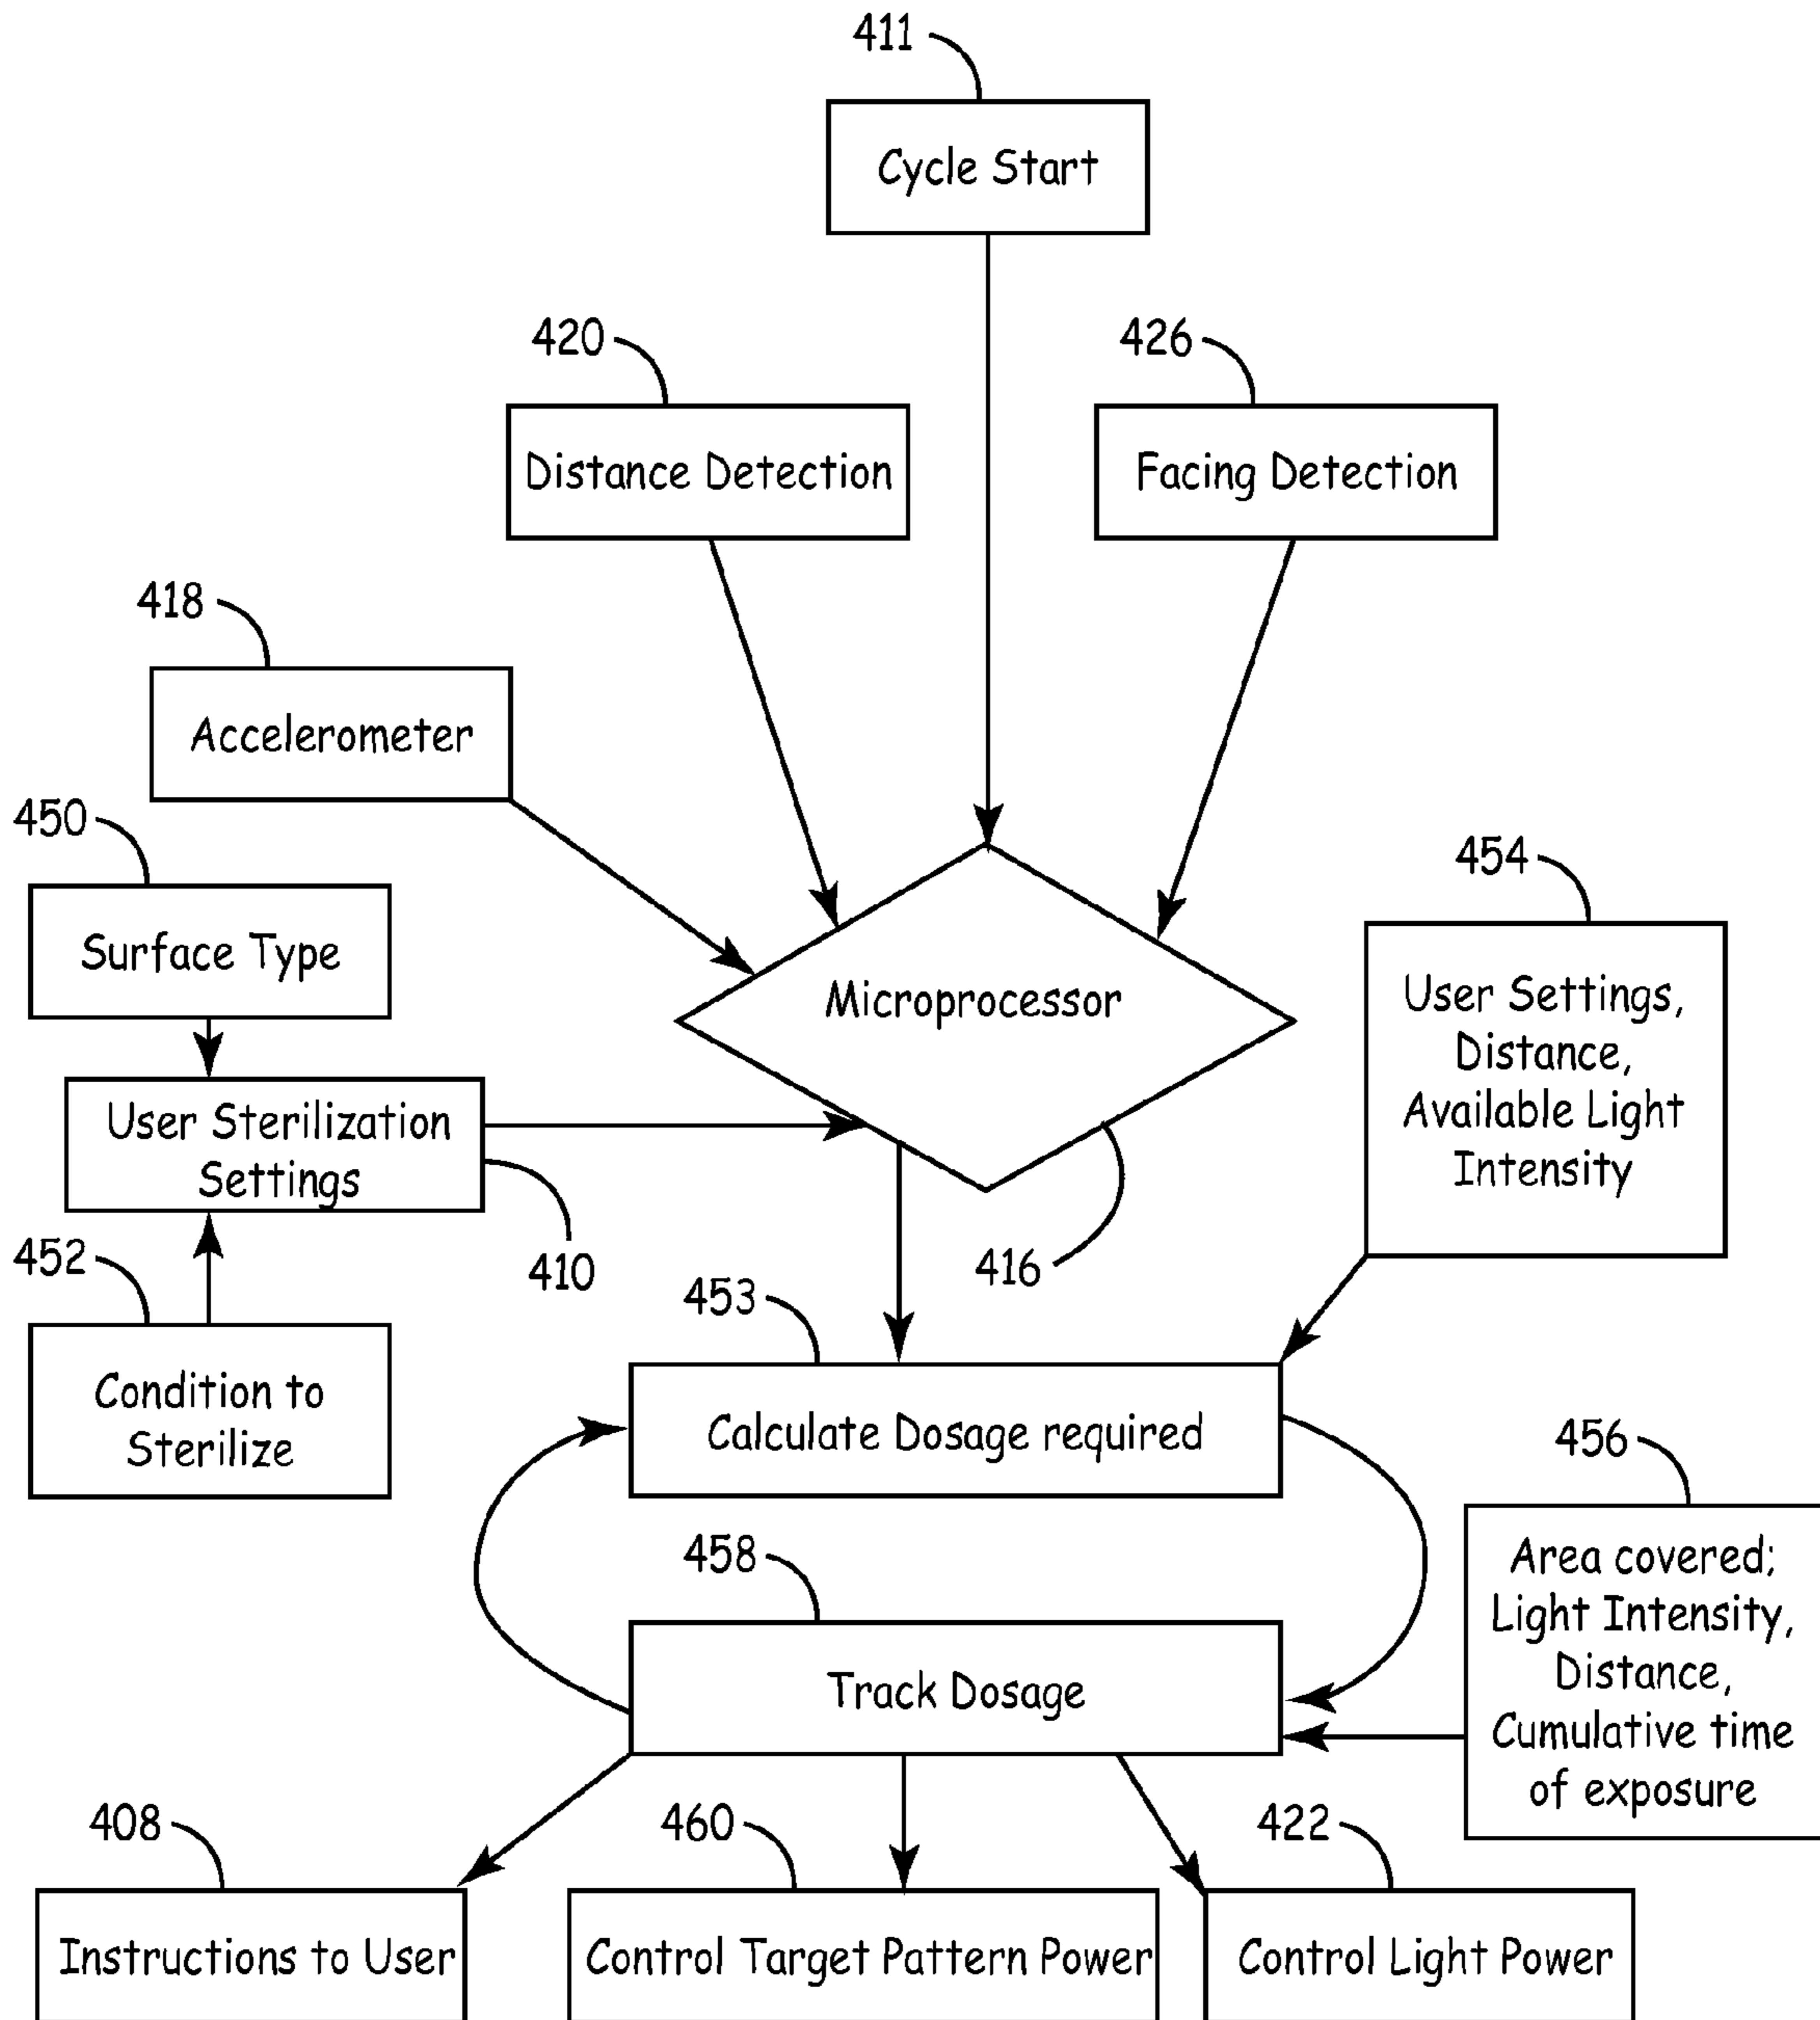 411
Cycle Start
420
426
Distance Detection
Facing Detection
418
Accelerometer
450
Surface Type
454
Microprocessor
User Settings,
Distance,
Available Light
Intensity
User Sterilization
Settings
452
410
416
453
Condition to
Sterilize
Calculate Dosage required
456
458
Area covered;
Light Intensity,
Distance,
Cumulative time
of exposure
Track Dosage
408
460
422
Instructions to User
Control Target Pattern Power
Control Light Power